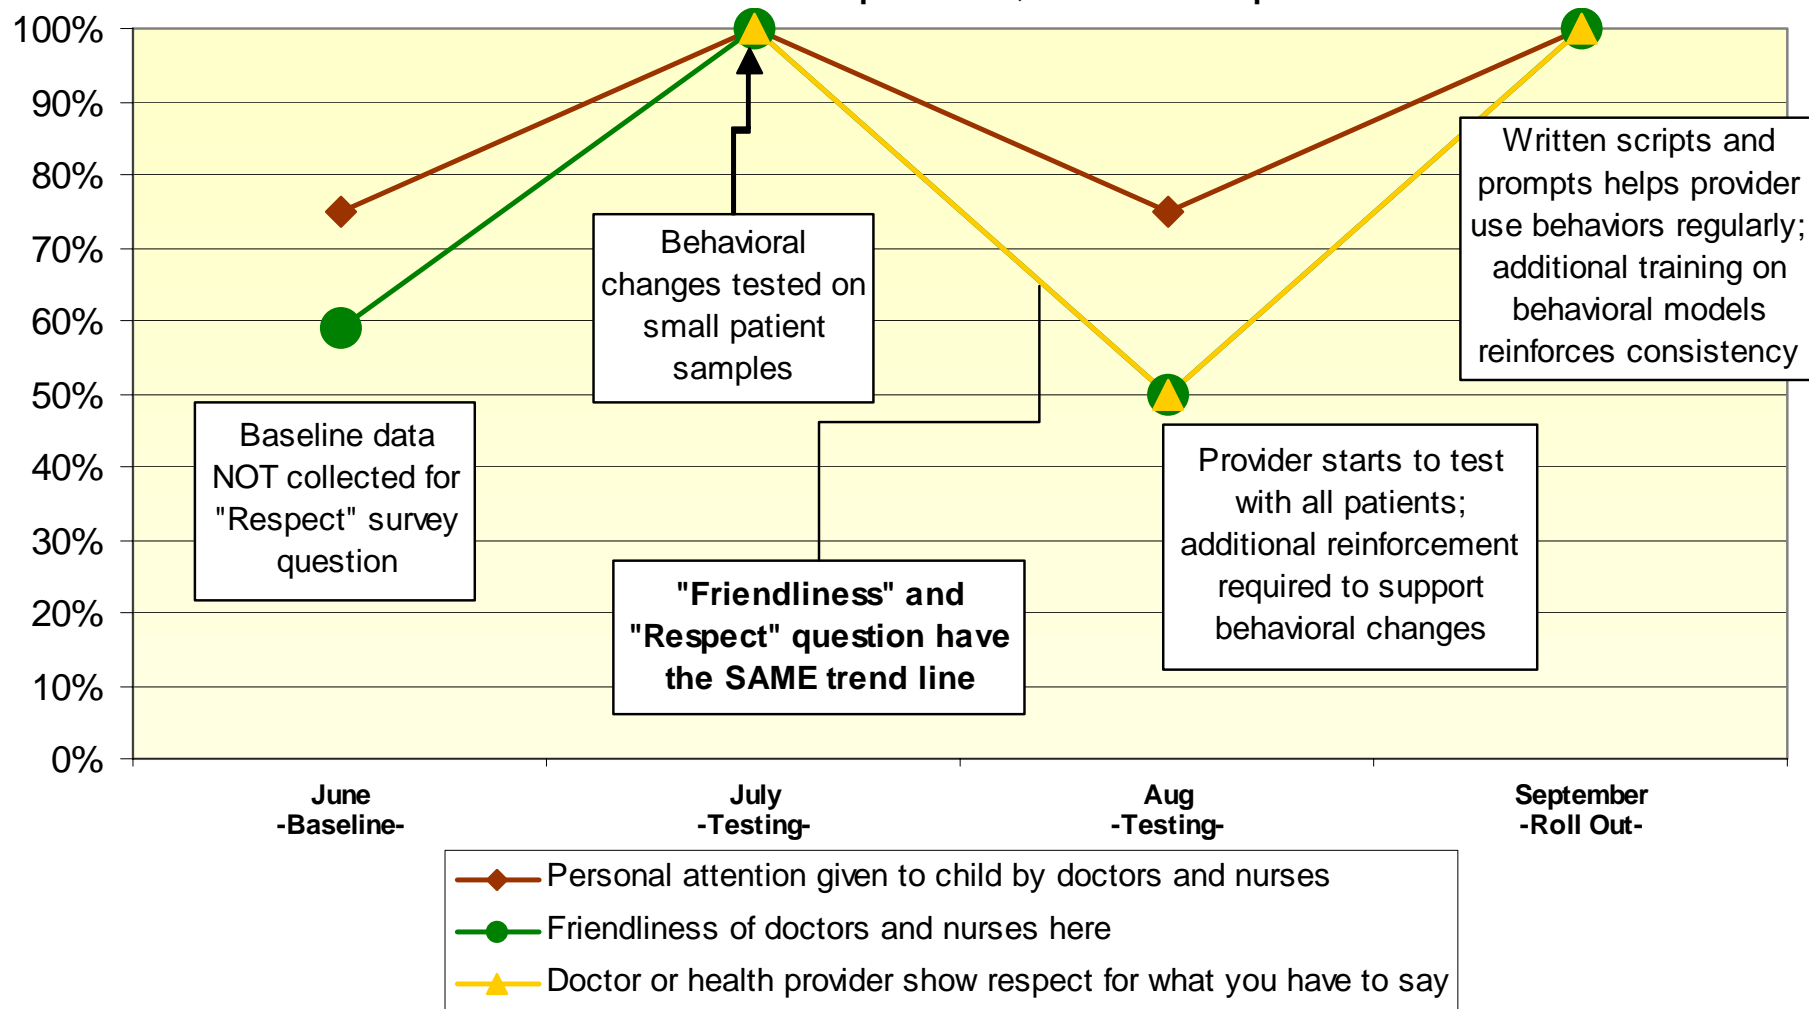 100%
90%
80%
70%
60%
50%
40%
30%
20%
10%
0%
Behavioral
changes tested on
small patient
samples
Written scripts and
prompts helps provider
use behaviors regularly;
additional training on
behavioral models
reinforces consistency
Baseline data
NOT collected for
"Respect" survey
question
Provider starts to test
with all patients;
additional reinforcement
required to support
behavioral changes
"Friendliness" and
"Respect" question have
the SAME trend line
June
-Baseline-
July
-Testing-
Aug
-Testing-
September
-Roll Out-
Personal attention given to child by doctors and nurses
Friendliness of doctors and nurses here
Doctor or health provider show respect for what you have to say